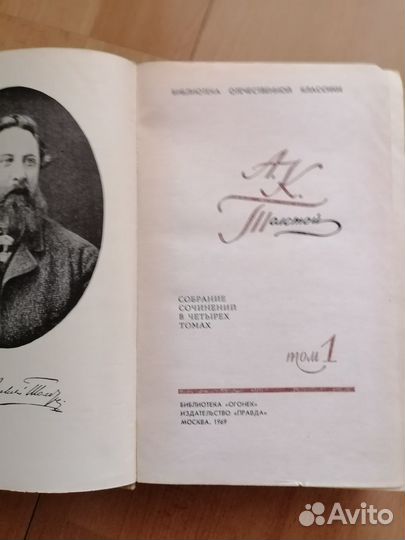 БИБЛИОТЕКА ОТЕЧЕСТВЕННОЙ КЛАССИКИ
А.К.
Толстой
СОБРАНИЕ
СОЧИНЕНИЙ
В ЧЕТЫРЕХ
ТОМАХ
том 1
БИБЛИОТЕКА «ОГОНЕК»
ИЗДАТЕЛЬСТВО «ПРАВДА»
МОСКВА, 1969
Avito